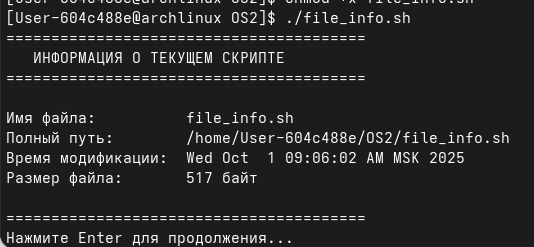 [User-604c488e@archlinux OS2]$ chmod +x file_info.sh
[User-604c488e@archlinux OS2]$ ./file_info.sh
========================================
ИНФОРМАЦИЯ О ТЕКУЩЕМ СКРИПТЕ
========================================
Имя файла: file_info.sh
Полный путь: /home/User-604c488e/OS2/file_info.sh
Время модификации: Wed Oct  1 09:06:02 AM MSK 2025
Размер файла: 517 байт
========================================
Нажмите Enter для продолжения...